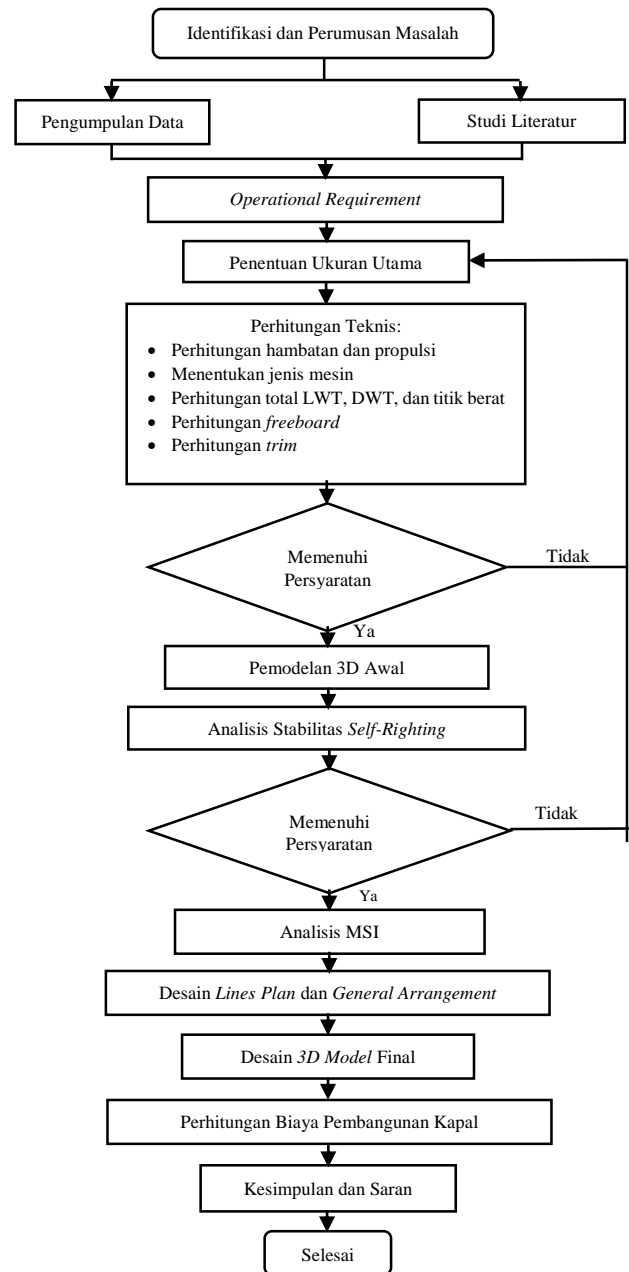 Identifikasi dan Perumusan Masalah
Pengumpulan Data
Studi Literatur
Operational Requirement
Penentuan Ukuran Utama
Perhitungan Teknis:
• Perhitungan hambatan dan propulsi
• Menentukan jenis mesin
• Perhitungan total LWT, DWT, dan titik berat
• Perhitungan freeboard
• Perhitungan trim
Memenuhi
Persyaratan
Tidak
Ya
Pemodelan 3D Awal
Analisis Stabilitas Self-Righting
Memenuhi
Persyaratan
Tidak
Ya
Analisis MSI
Desain Lines Plan dan General Arrangement
Desain 3D Model Final
Perhitungan Biaya Pembangunan Kapal
Kesimpulan dan Saran
Selesai